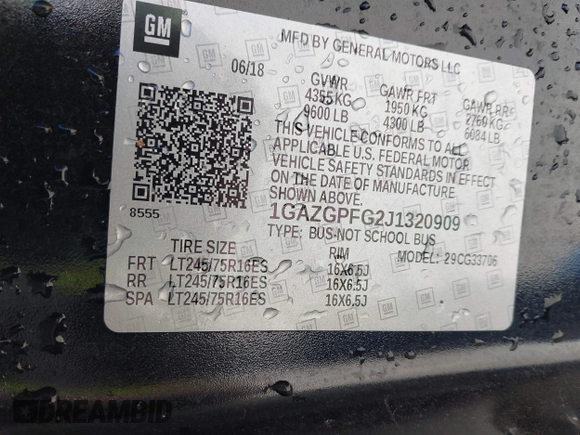 GM
MFD BY GENERAL MOTORS LLC
06/18
GVWR GAWR FRT GAWR RR
4355 KG 1950 KG 2760 KG
9600 LB 4300 LB 6084 LB
THIS VEHICLE CONFORMS TO ALL
APPLICABLE U.S. FEDERAL MOTOR
VEHICLE SAFETY STANDARDS IN EFFECT
ON THE DATE OF MANUFACTURE
SHOWN ABOVE.
8555
1GAZGPFG2J1320909
TYPE: BUS-NOT SCHOOL BUS
MODEL: 29CG33706
TIRE SIZE RIM
FRT LT245/75R16ES 16X6.5J
RR LT245/75R16ES 16X6.5J
SPA LT245/75R16ES 16X6.5J
DREAMBID